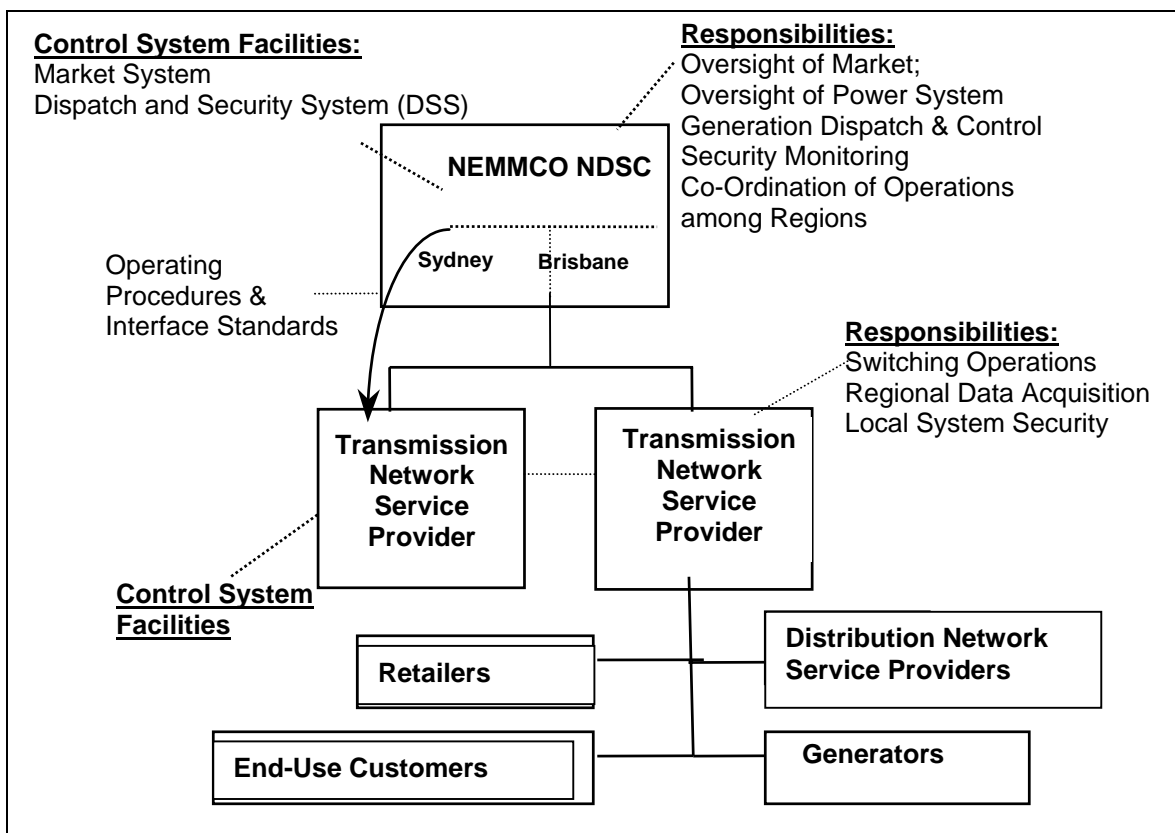 Control System Facilities:
Market System
Dispatch and Security System (DSS)
Responsibilities:
Oversight of Market;
Oversight of Power System
Generation Dispatch & Control
Security Monitoring
Co-Ordination of Operations
among Regions
NEMMCO NDSC
Sydney
Brisbane
Operating
Procedures &
Interface Standards
Responsibilities:
Switching Operations
Regional Data Acquisition
Local System Security
Transmission
Network
Service
Provider
Transmission
Network
Service
Provider
Control System
Facilities
Retailers
Distribution Network
Service Providers
End-Use Customers
Generators